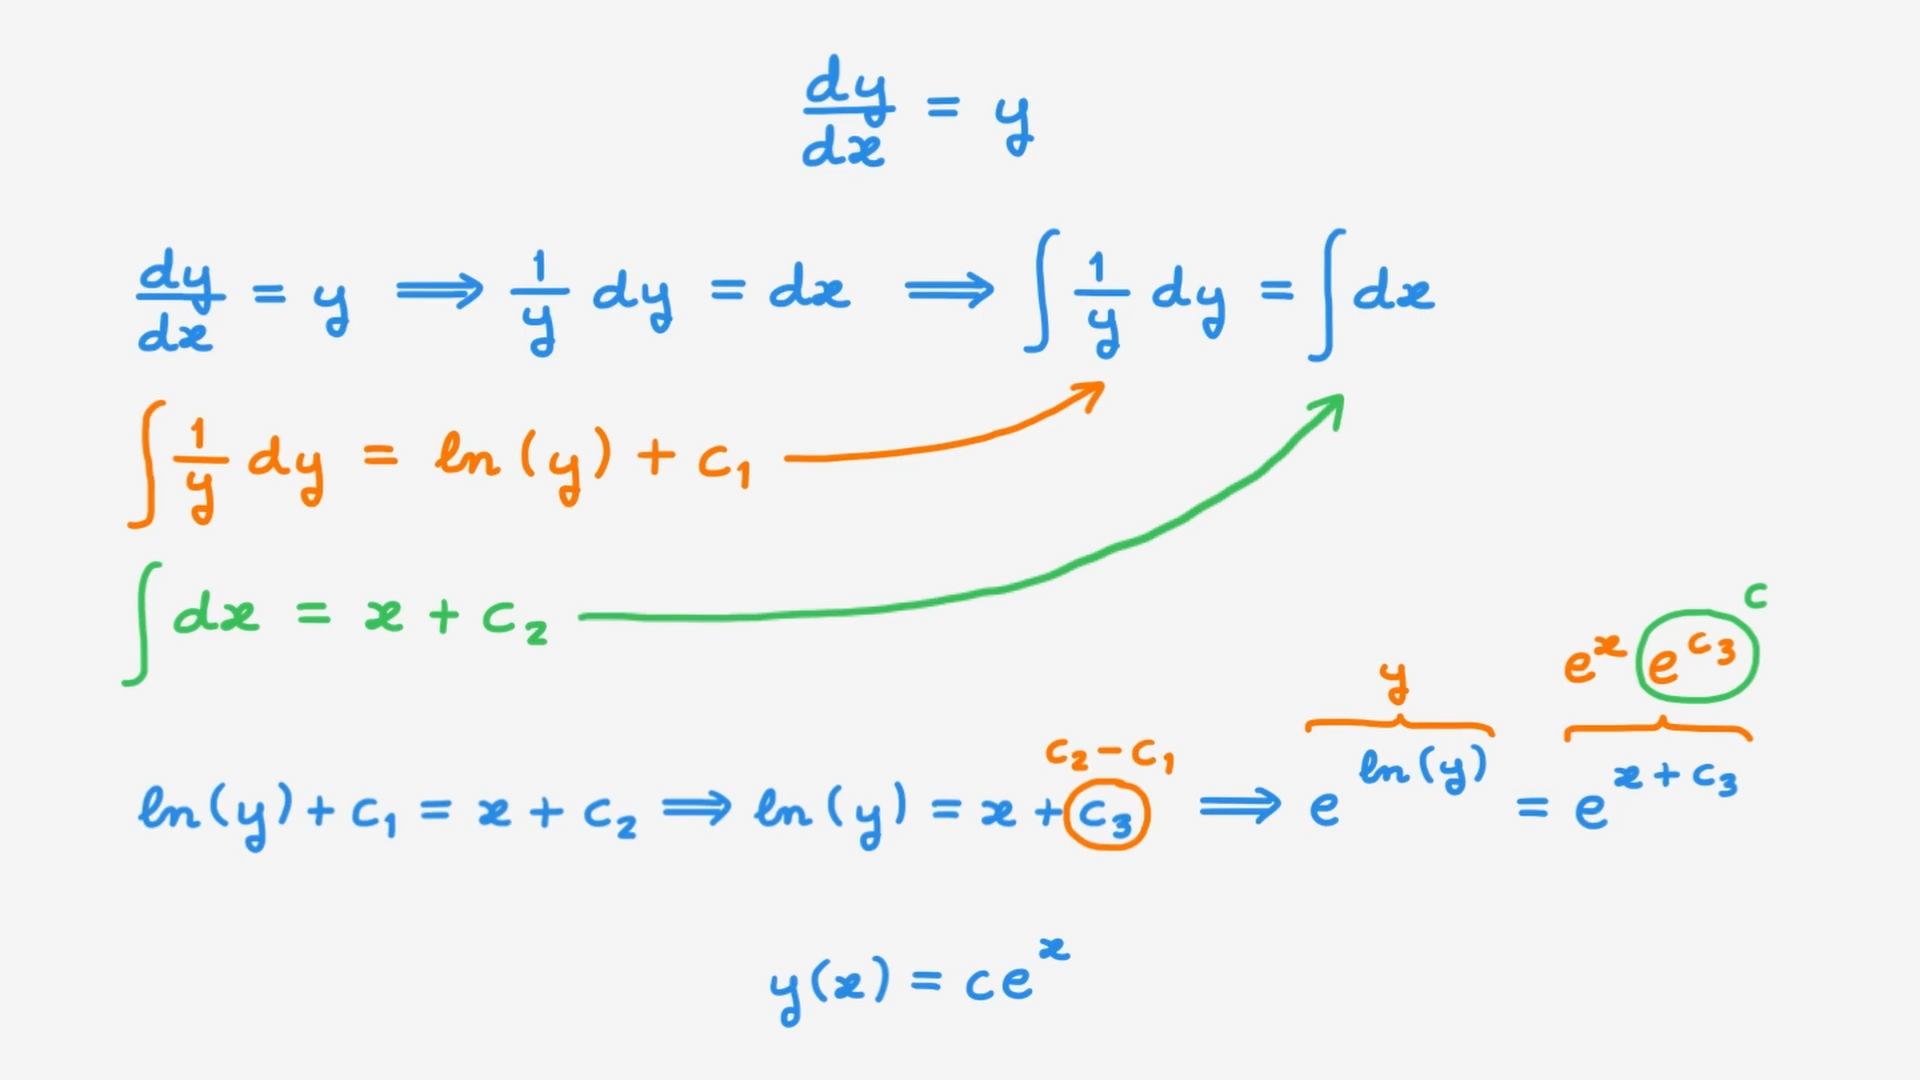 dy/dx = y
dy/dx = y ⟹ 1/y dy = dx ⟹ ∫ 1/y dy = ∫ dx
∫ 1/y dy = ln(y) + c₁
∫ dx = x + c₂
c
y eˣ e^c₃
c₂ - c₁
ln(y) + c₁ = x + c₂ ⟹ ln(y) = x + c₃ ⟹ e^ln(y) = e^(x + c₃)
y(x) = ceˣ